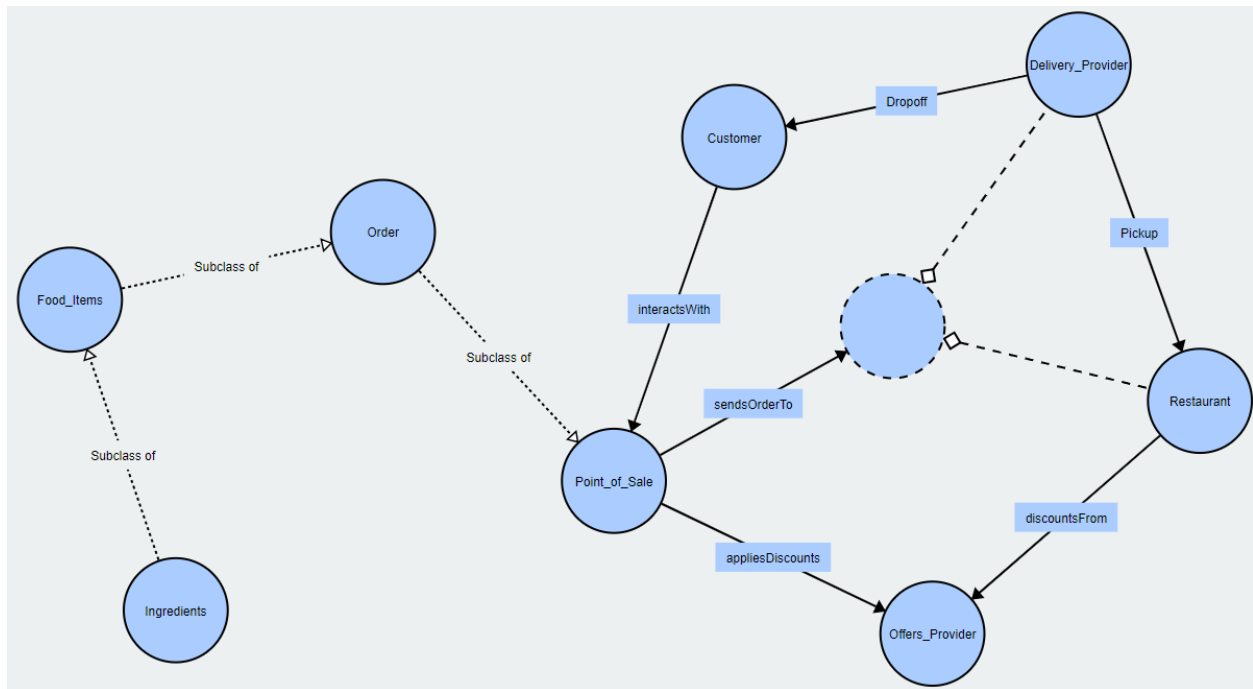 Delivery_Provider
Dropoff
Customer
Order
Pickup
Subclass of
Food_Items
interactsWith
Subclass of
sendsOrderTo
Restaurant
Subclass of
Point_of_Sale
discountsFrom
appliesDiscounts
Ingredients
Offers_Provider